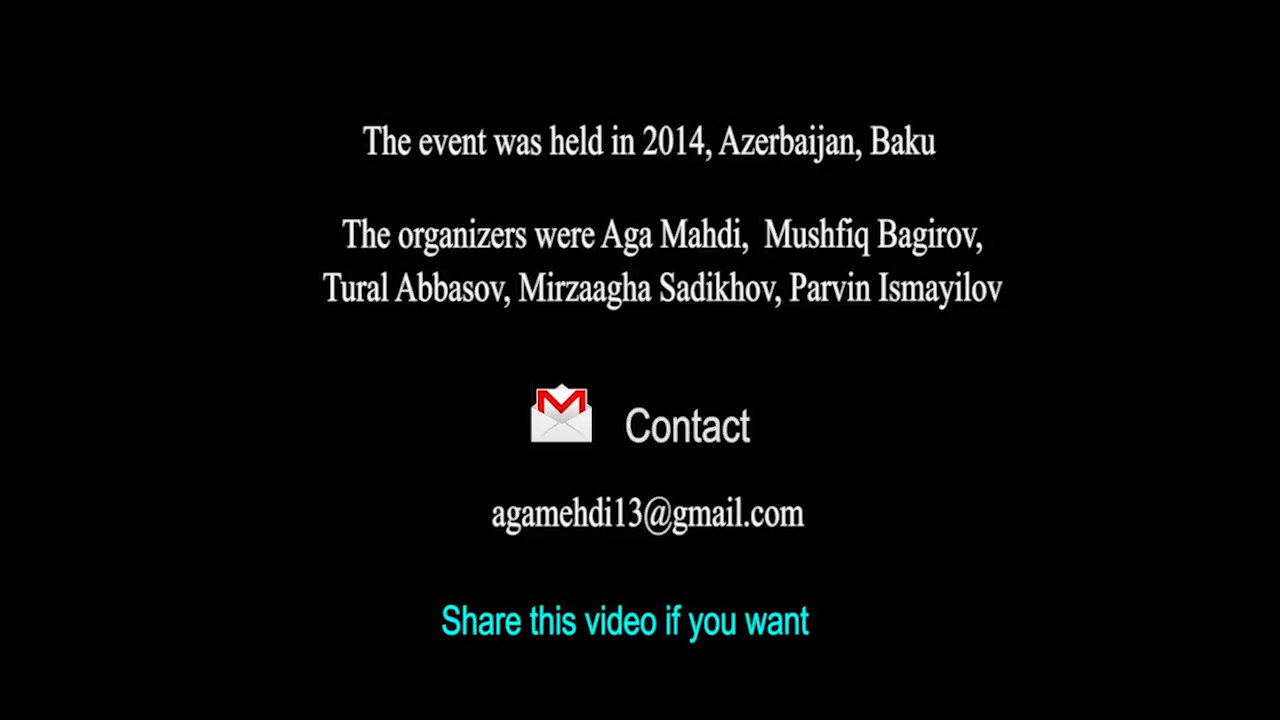 The event was held in 2014, Azerbaijan, Baku
The organizers were Aga Mahdi, Mushfiq Bagirov,
Tural Abbasov, Mirzaagha Sadikhov, Parvin Ismayilov
Contact
agamehdi13@gmail.com
Share this video if you want